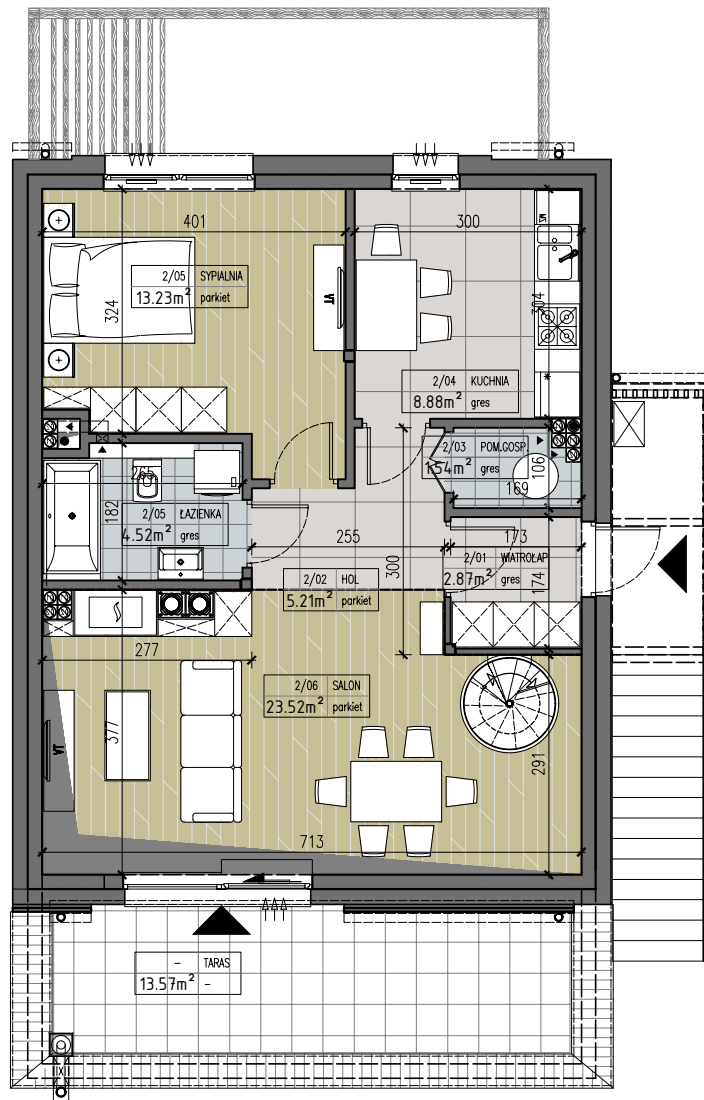 401
300
2/05 SYPIALNIA
13.23m² parkiet
324
304
TV
ZM
2/04 KUCHNIA
8.88m² gres
2/03 POM.GOSP.
1.54m² gres
106
169
265
182
2/05 ŁAZIENKA
4.52m² gres
255
300
173
2/01 WIATROŁAP
2.87m² gres
174
2/02 HOL
5.21m² parkiet
277
2/06 SALON
23.52m² parkiet
377
TV
291
713
- TARAS
13.57m² -